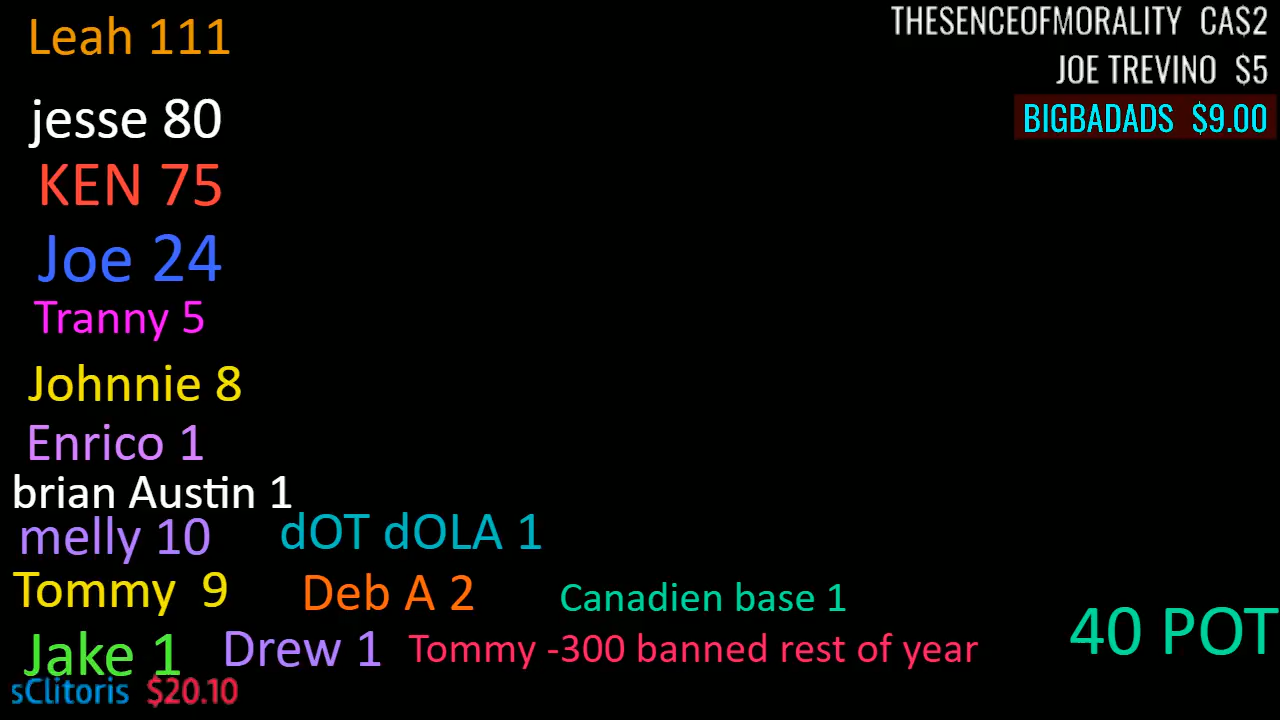 Leah 111
THESENCEOFMORALITY CA$2
JOE TREVINO $5
BIGBADADS $9.00
jesse 80
KEN 75
Joe 24
Tranny 5
Johnnie 8
Enrico 1
brian Austin 1
melly 10
dOT dOLA 1
Tommy 9
Deb A 2
Canadien base 1
40 POT
Jake 1
Drew 1
Tommy -300 banned rest of year
sClitoris $20.10